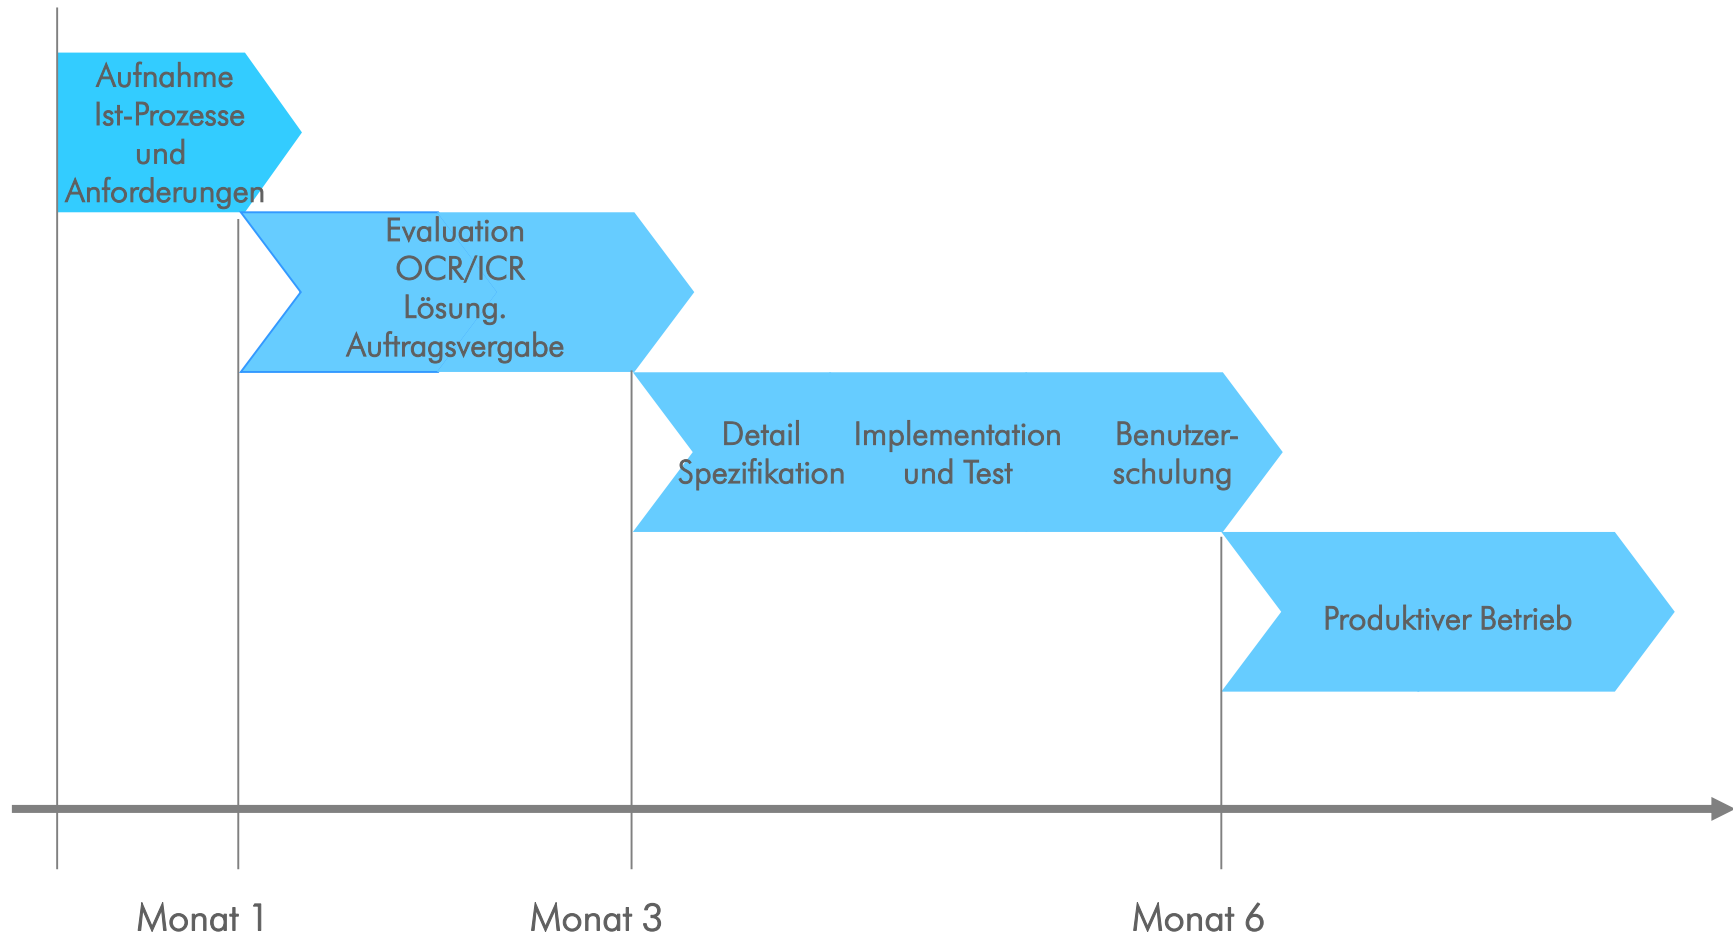 Aufnahme
Ist-Prozesse
und
Anforderungen
Evaluation
OCR/ICR
Lösung.
Auftragsvergabe
Detail
Spezifikation
Implementation
und Test
Benutzer-
schulung
Produktiver Betrieb
Monat 1
Monat 3
Monat 6